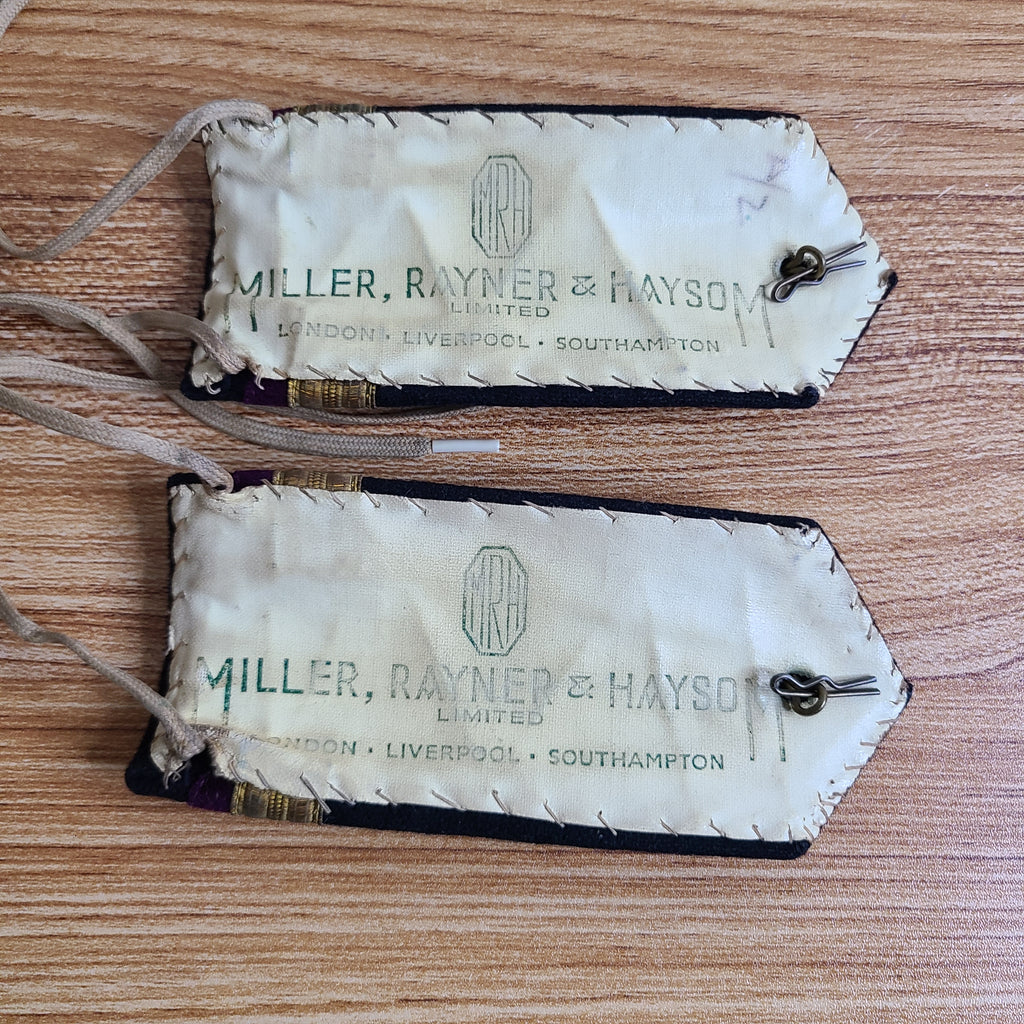 MRH
MILLER, RAYNER & HAYSOM
LIMITED
LONDON · LIVERPOOL · SOUTHAMPTON
MRH
MILLER, RAYNER & HAYSOM
LIMITED
LONDON · LIVERPOOL · SOUTHAMPTON